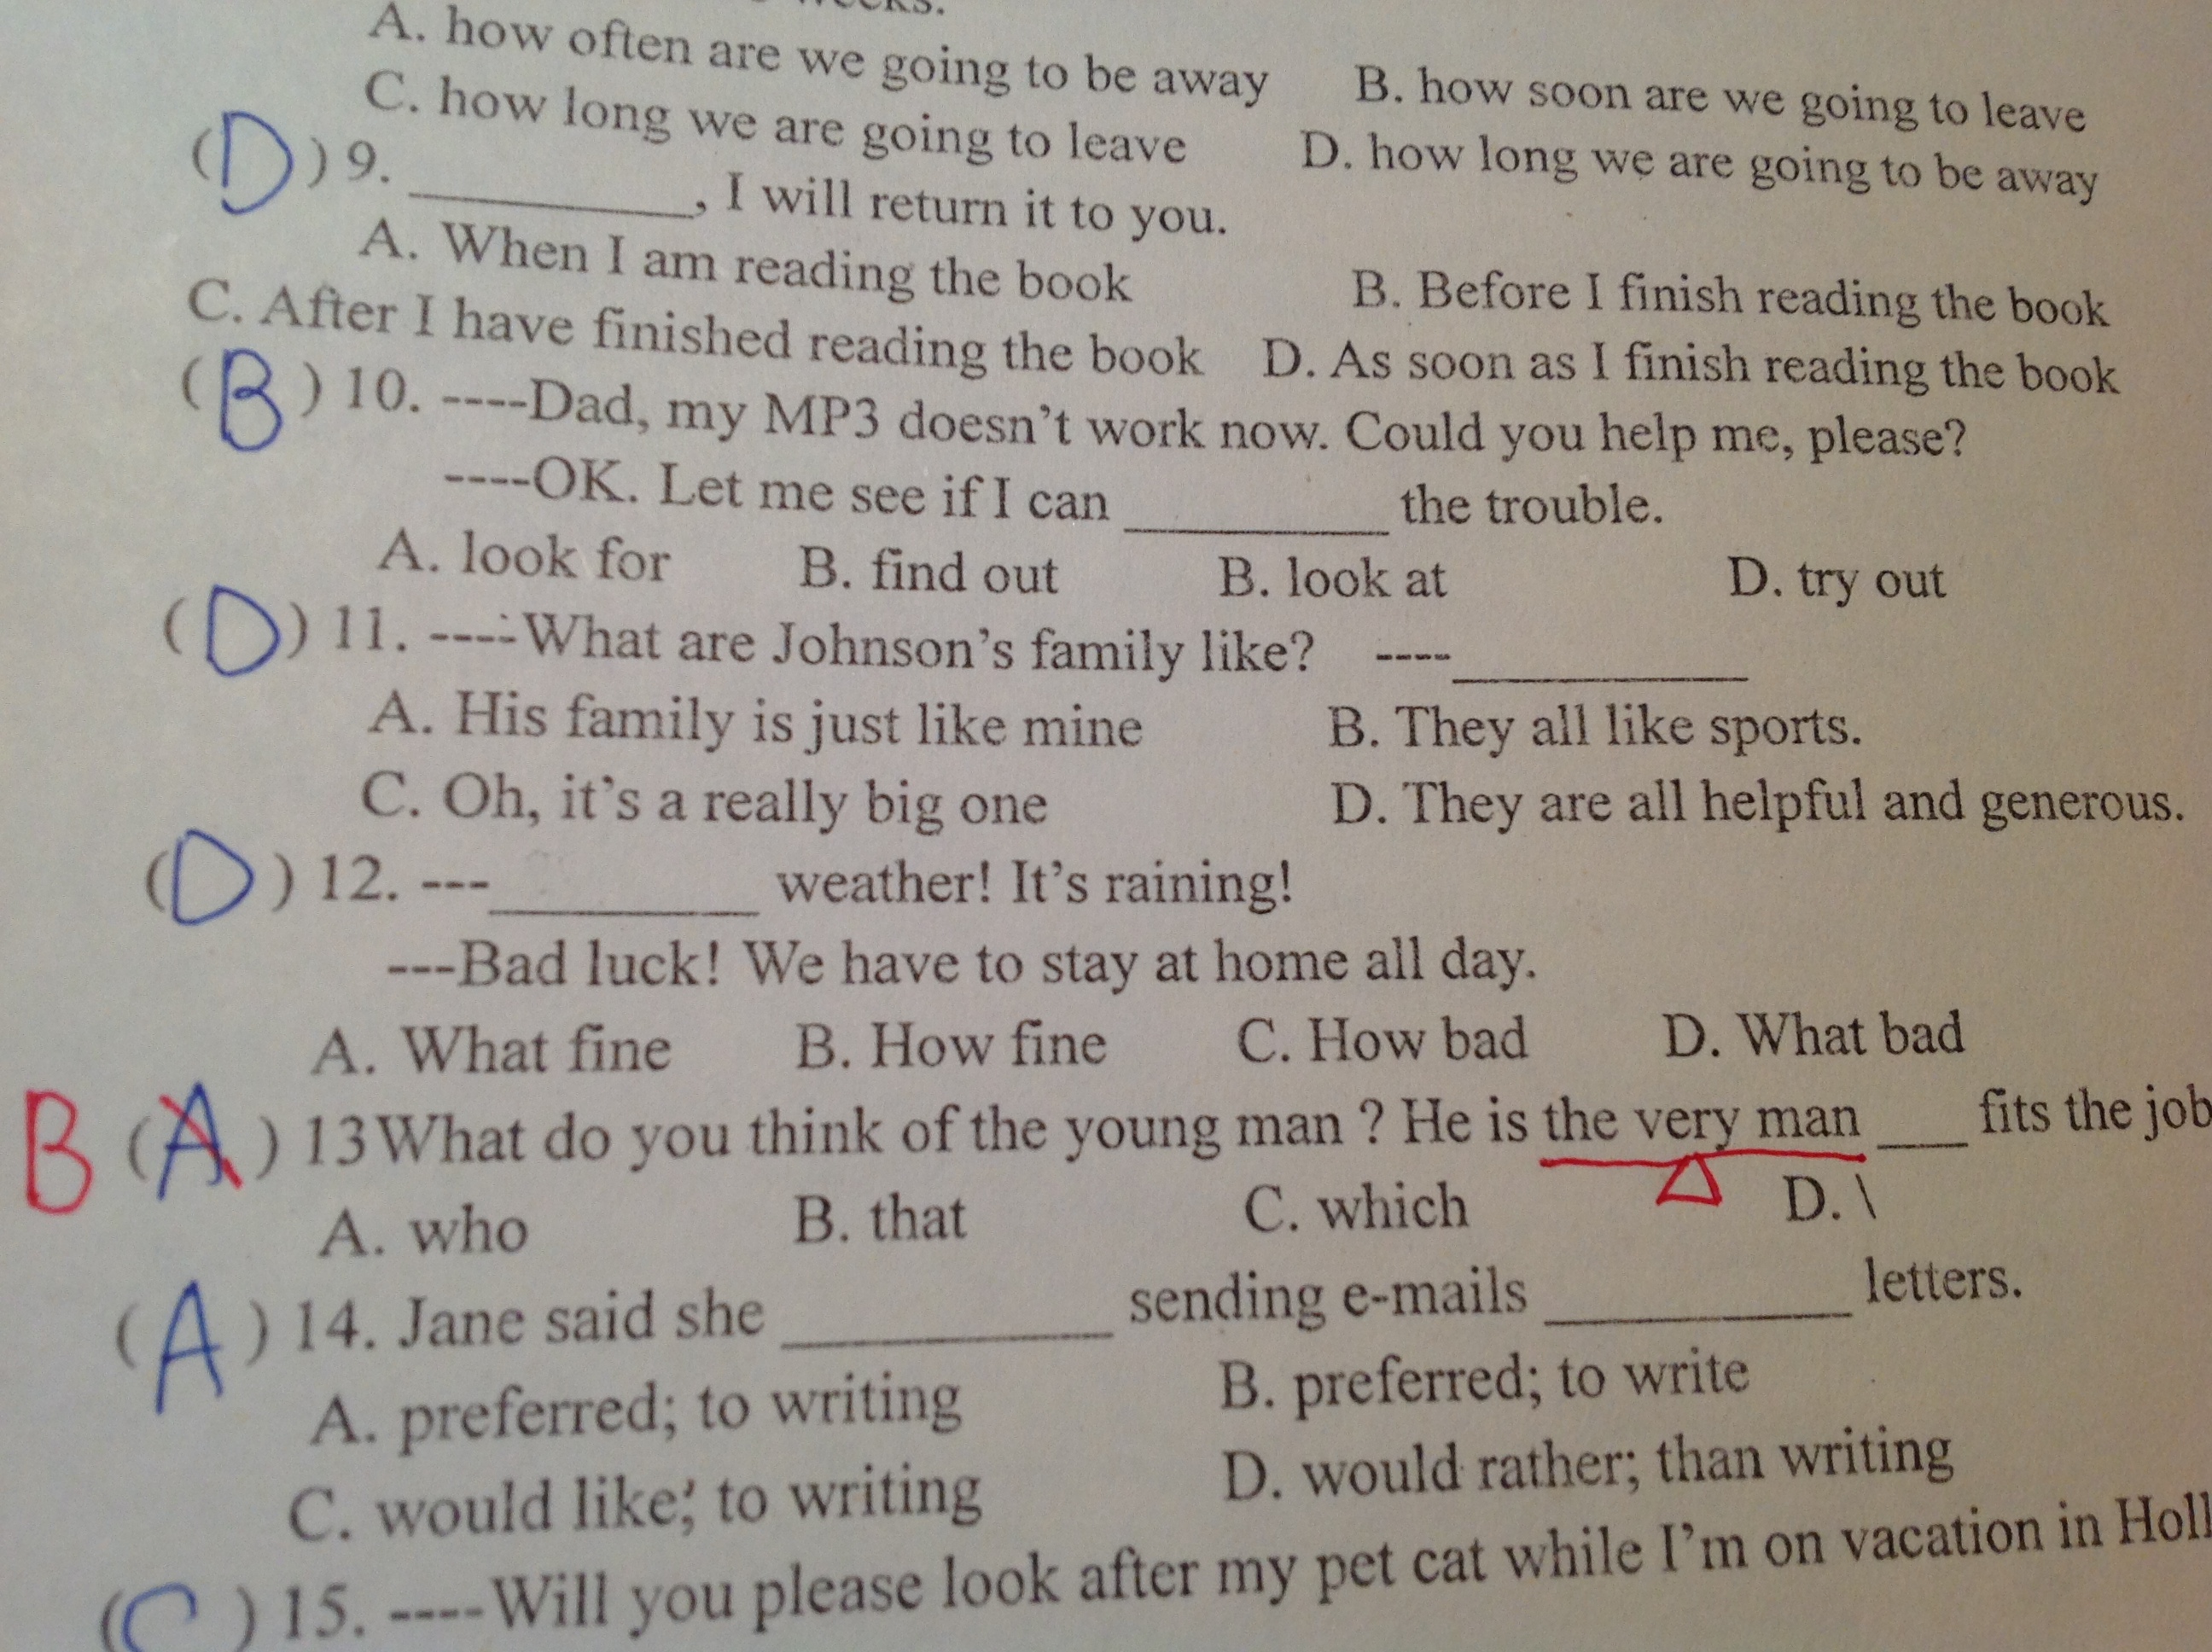 A. how often are we going to be away B. how soon are we going to leave
C. how long we are going to leave D. how long we are going to be away
(D) 9. __________, I will return it to you.
A. When I am reading the book B. Before I finish reading the book
C. After I have finished reading the book D. As soon as I finish reading the book
(B) 10. ----Dad, my MP3 doesn't work now. Could you help me, please?
----OK. Let me see if I can __________ the trouble.
A. look for B. find out B. look at D. try out
(D) 11. ----What are Johnson's family like? ----__________
A. His family is just like mine B. They all like sports.
C. Oh, it's a really big one D. They are all helpful and generous.
(D) 12. ---__________ weather! It's raining!
---Bad luck! We have to stay at home all day.
A. What fine B. How fine C. How bad D. What bad
B (A) 13What do you think of the young man ? He is the very man ___ fits the job
A. who B. that C. which D. \
(A) 14. Jane said she __________ sending e-mails __________ letters.
A. preferred; to writing B. preferred; to write
C. would like; to writing D. would rather; than writing
(C) 15. ----Will you please look after my pet cat while I'm on vacation in Holl